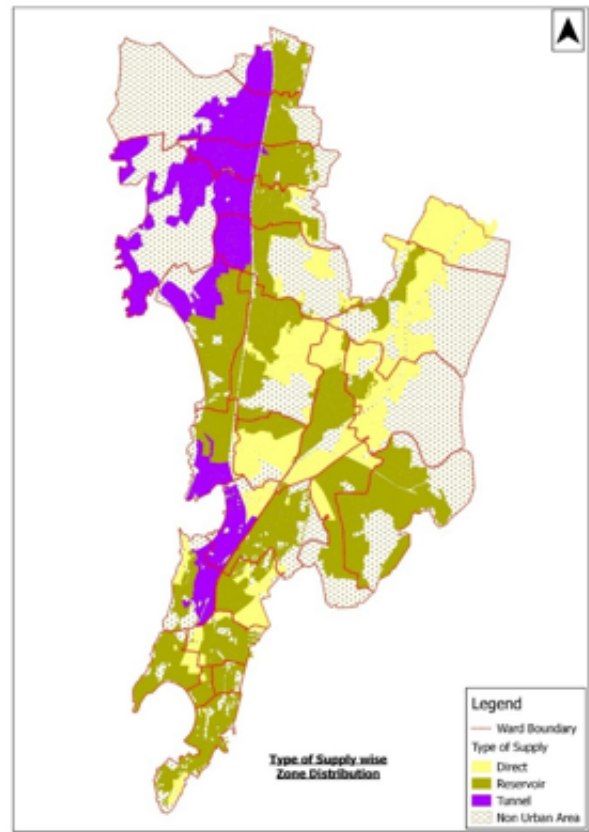 Type of Supply wise
Zone Distribution
Legend
Ward Boundary
Type of Supply
Direct
Reservoir
Tunnel
Non Urban Area